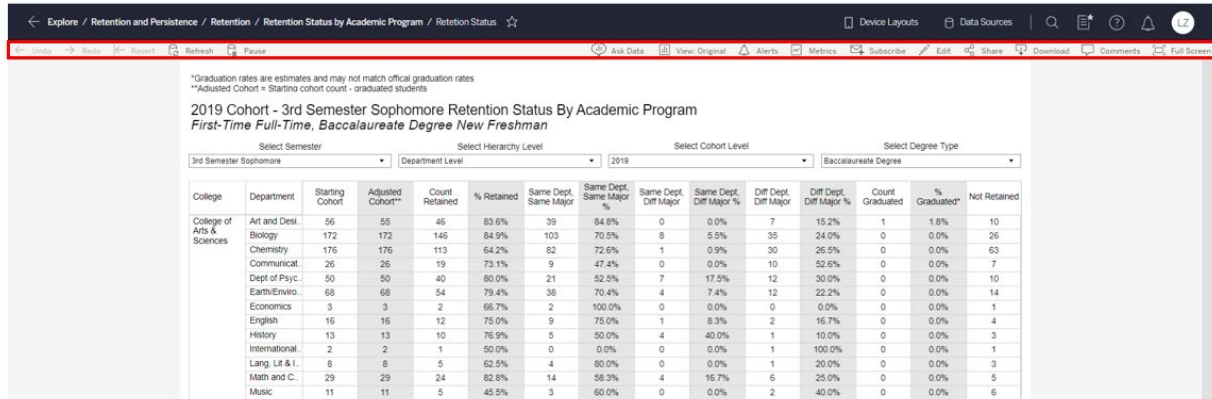 Explore / Retention and Persistence / Retention / Retention Status by Academic Program / Retetion Status Device Layouts Data Sources LZ
Undo Redo Revert Refresh Pause Ask Data View: Original Alerts Metrics Subscribe Edit Share Download Comments Full Screen
*Graduation rates are estimates and may not match offical graduation rates
**Adjusted Cohort = Starting cohort count - graduated students
2019 Cohort - 3rd Semester Sophomore Retention Status By Academic Program
First-Time Full-Time, Baccalaureate Degree New Freshman
Select Semester Select Hierarchy Level Select Cohort Level Select Degree Type
3rd Semester Sophomore Department Level 2019 Baccalaureate Degree
College Department Starting Cohort Adjusted Cohort** Count Retained % Retained Same Dept, Same Major Same Dept, Same Major % Same Dept, Diff Major Same Dept, Diff Major % Diff Dept, Diff Major Diff Dept, Diff Major % Count Graduated % Graduated* Not Retained
College of Arts & Sciences Art and Desi.. 56 55 46 83.6% 39 84.8% 0 0.0% 7 15.2% 1 1.8% 10
Biology 172 172 146 84.9% 103 70.5% 8 5.5% 35 24.0% 0 0.0% 26
Chemistry 176 176 113 64.2% 82 72.6% 1 0.9% 30 26.5% 0 0.0% 63
Communicat.. 26 26 19 73.1% 9 47.4% 0 0.0% 10 52.6% 0 0.0% 7
Dept of Psyc.. 50 50 40 80.0% 21 52.5% 7 17.5% 12 30.0% 0 0.0% 10
Earth/Enviro.. 68 68 54 79.4% 38 70.4% 4 7.4% 12 22.2% 0 0.0% 14
Economics 3 3 2 66.7% 2 100.0% 0 0.0% 0 0.0% 0 0.0% 1
English 16 16 12 75.0% 9 75.0% 1 8.3% 2 16.7% 0 0.0% 4
History 13 13 10 76.9% 5 50.0% 4 40.0% 1 10.0% 0 0.0% 3
International.. 2 2 1 50.0% 0 0.0% 0 0.0% 1 100.0% 0 0.0% 1
Lang, Lit & I.. 8 8 5 62.5% 4 80.0% 0 0.0% 1 20.0% 0 0.0% 3
Math and C.. 29 29 24 82.8% 14 58.3% 4 16.7% 6 25.0% 0 0.0% 5
Music 11 11 5 45.5% 3 60.0% 0 0.0% 2 40.0% 0 0.0% 6